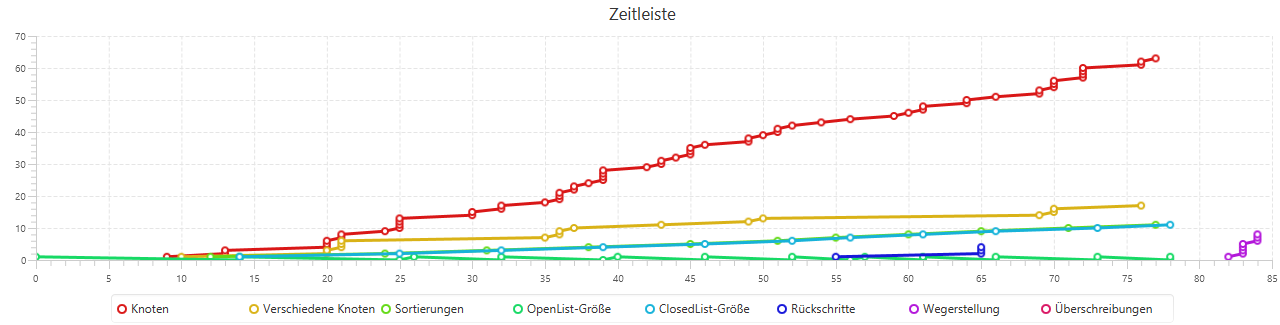 Zeitleiste
70
60
50
40
30
20
10
0
0 5 10 15 20 25 30 35 40 45 50 55 60 65 70 75 80 85
Knoten Verschiedene Knoten Sortierungen OpenList-Größe ClosedList-Größe Rückschritte Wegerstellung Überschreibungen